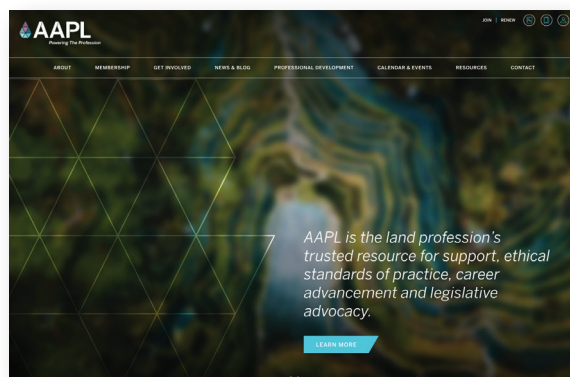 AAPL
Powering The Profession
JOIN | RENEW
ABOUT MEMBERSHIP GET INVOLVED NEWS & BLOG PROFESSIONAL DEVELOPMENT CALENDAR & EVENTS RESOURCES CONTACT
AAPL is the land profession's
trusted resource for support, ethical
standards of practice, career
advancement and legislative
advocacy.
LEARN MORE